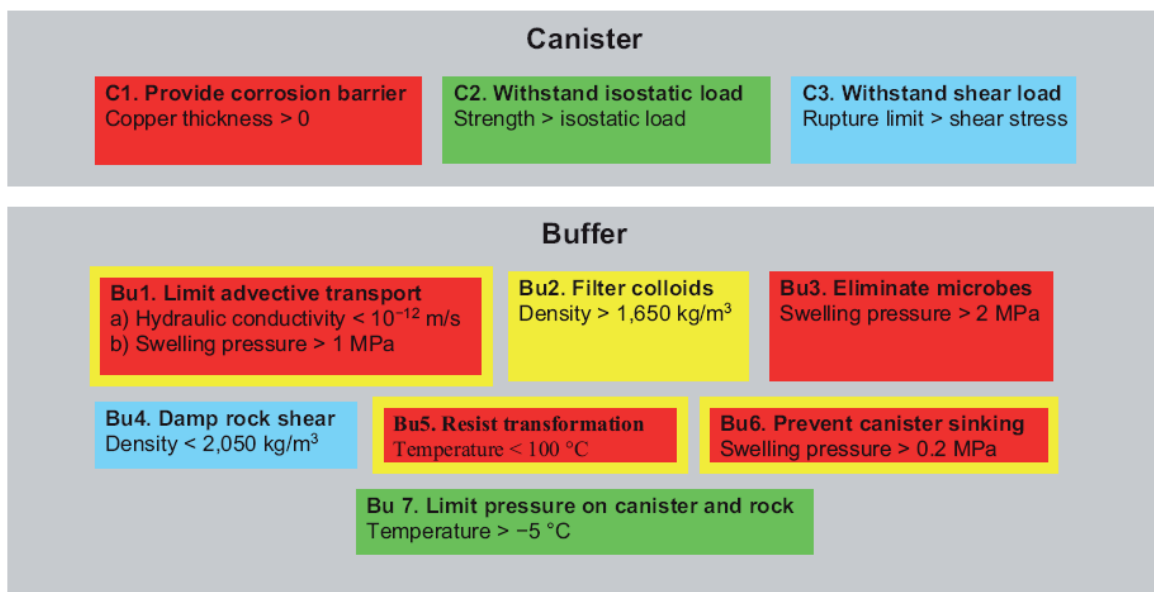 Canister
C1. Provide corrosion barrier
Copper thickness > 0
C2. Withstand isostatic load
Strength > isostatic load
C3. Withstand shear load
Rupture limit > shear stress
Buffer
Bu1. Limit advective transport
a) Hydraulic conductivity < 10⁻¹² m/s
b) Swelling pressure > 1 MPa
Bu2. Filter colloids
Density > 1,650 kg/m³
Bu3. Eliminate microbes
Swelling pressure > 2 MPa
Bu4. Damp rock shear
Density < 2,050 kg/m³
Bu5. Resist transformation
Temperature < 100 °C
Bu6. Prevent canister sinking
Swelling pressure > 0.2 MPa
Bu 7. Limit pressure on canister and rock
Temperature > −5 °C